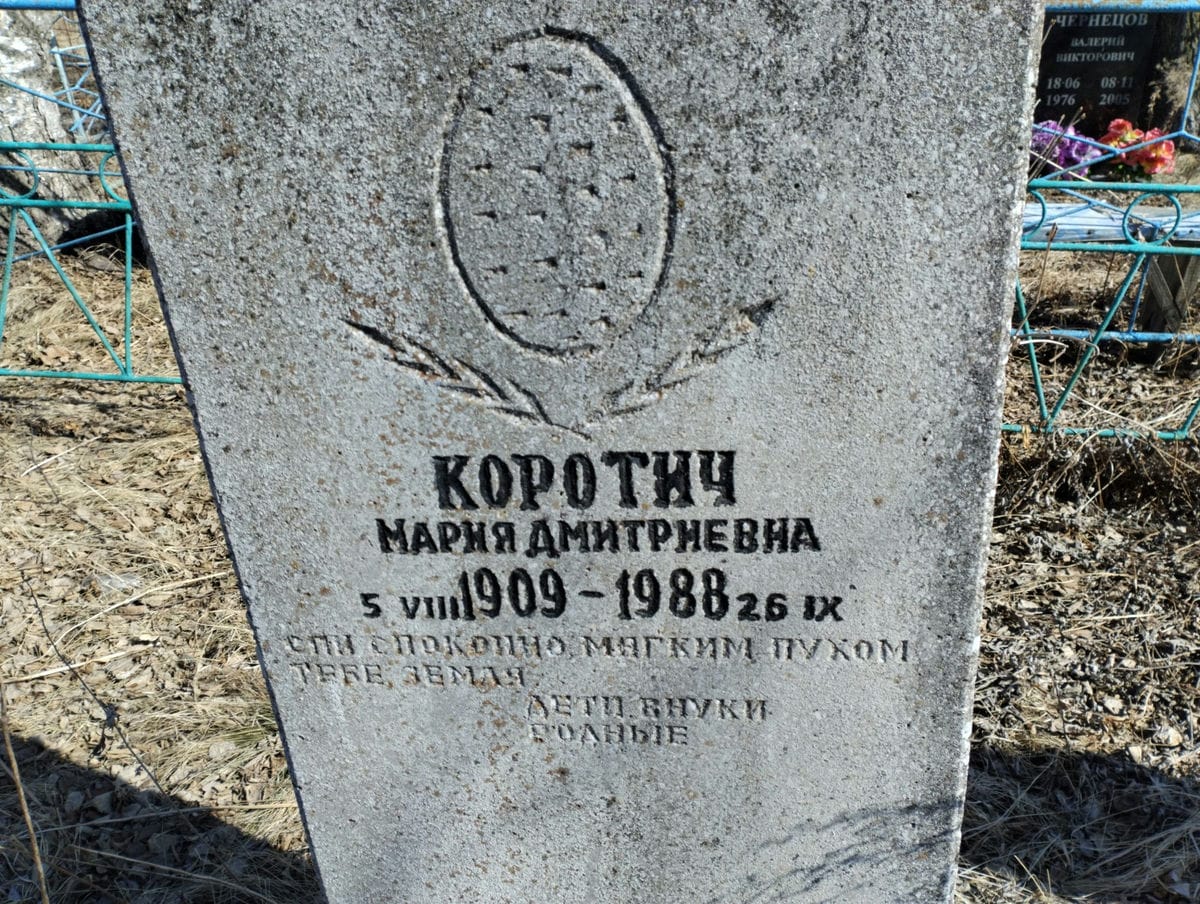 КОРОТИЧ
МАРИЯ ДМИТРИЕВНА
5 VIII 1909 – 1988 26 IX
СПИ СПОКОЙНО, МЯГКИМ ПУХОМ
ТЕБЕ ЗЕМЛЯ
ДЕТИ, ВНУКИ
РОДНЫЕ
ЧЕРНЕЦОВ
ВАЛЕРИЙ
ВИКТОРОВИЧ
18·06 08·11
1976 2005